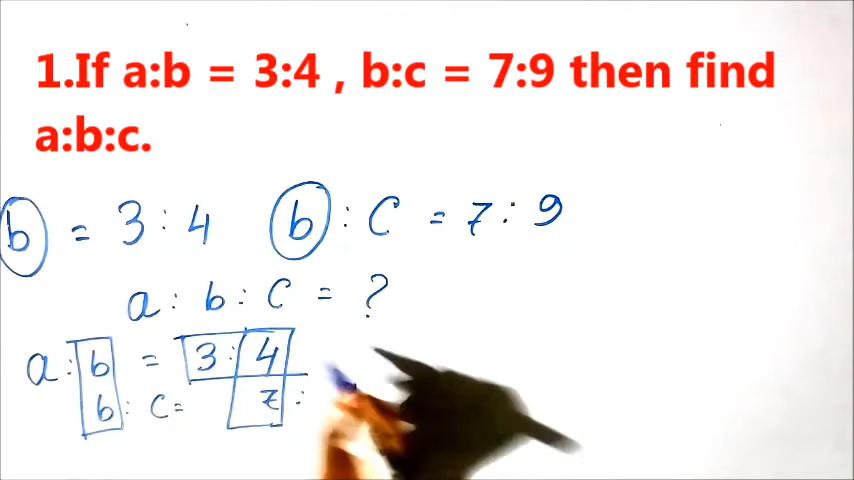 1.If a:b = 3:4 , b:c = 7:9 then find
a:b:c.
b = 3 : 4 b : c = 7 : 9
a : b : c = ?
a : b = 3 : 4
b : c = 7 :